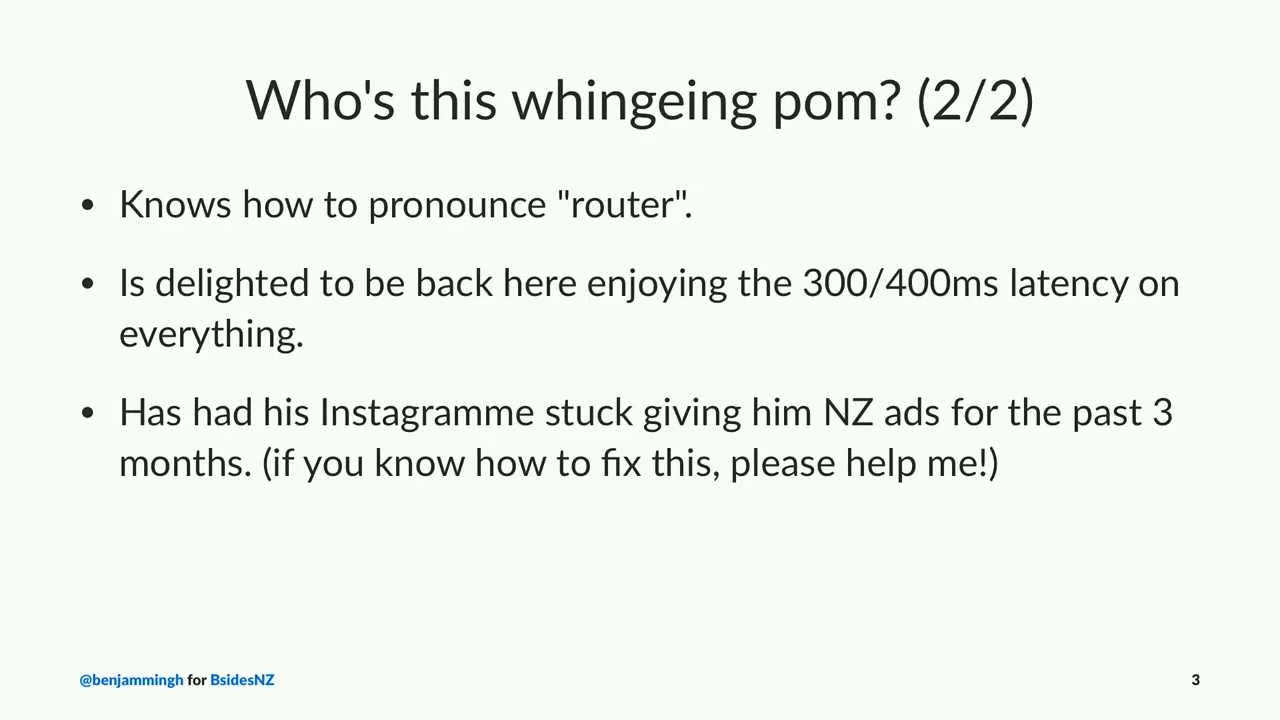 Who's this whingeing pom? (2/2)
• Knows how to pronounce "router".
• Is delighted to be back here enjoying the 300/400ms latency on
everything.
• Has had his Instagramme stuck giving him NZ ads for the past 3
months. (if you know how to fix this, please help me!)
@benjammingh for BsidesNZ
3